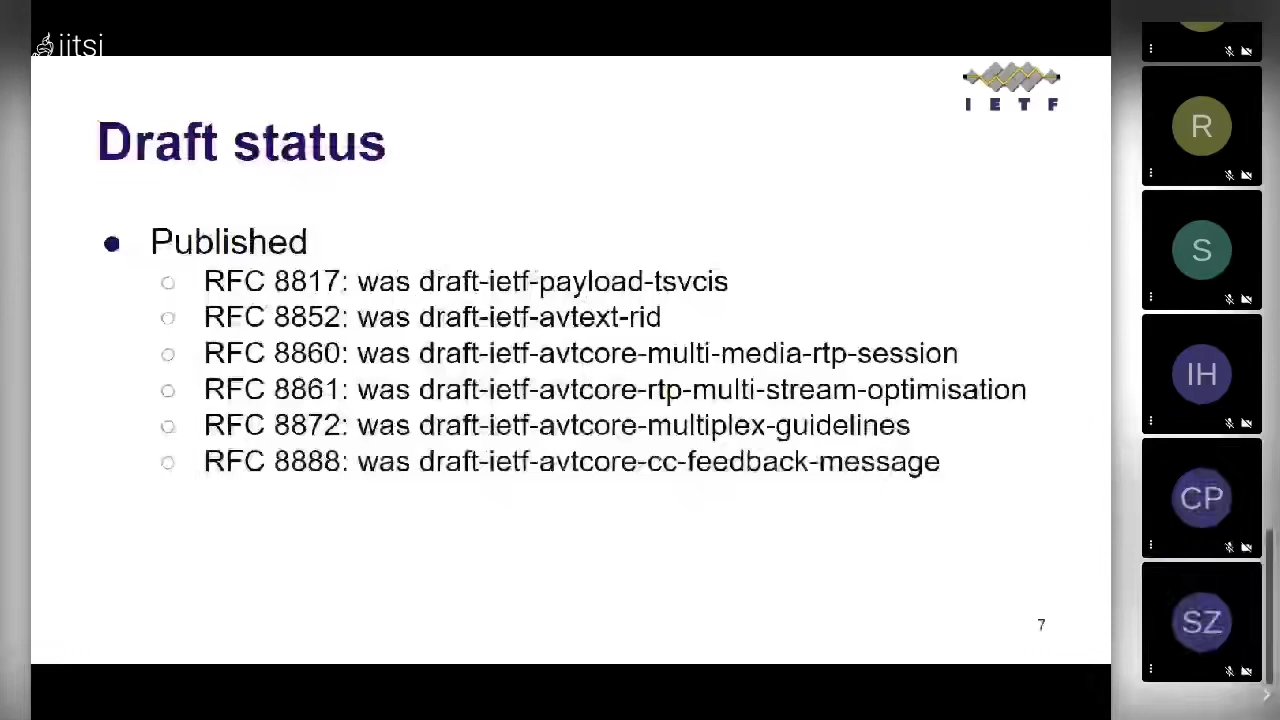 jitsi
I E T F
Draft status
Published
RFC 8817: was draft-ietf-payload-tsvcis
RFC 8852: was draft-ietf-avtext-rid
RFC 8860: was draft-ietf-avtcore-multi-media-rtp-session
RFC 8861: was draft-ietf-avtcore-rtp-multi-stream-optimisation
RFC 8872: was draft-ietf-avtcore-multiplex-guidelines
RFC 8888: was draft-ietf-avtcore-cc-feedback-message
7
R
S
IH
CP
SZ